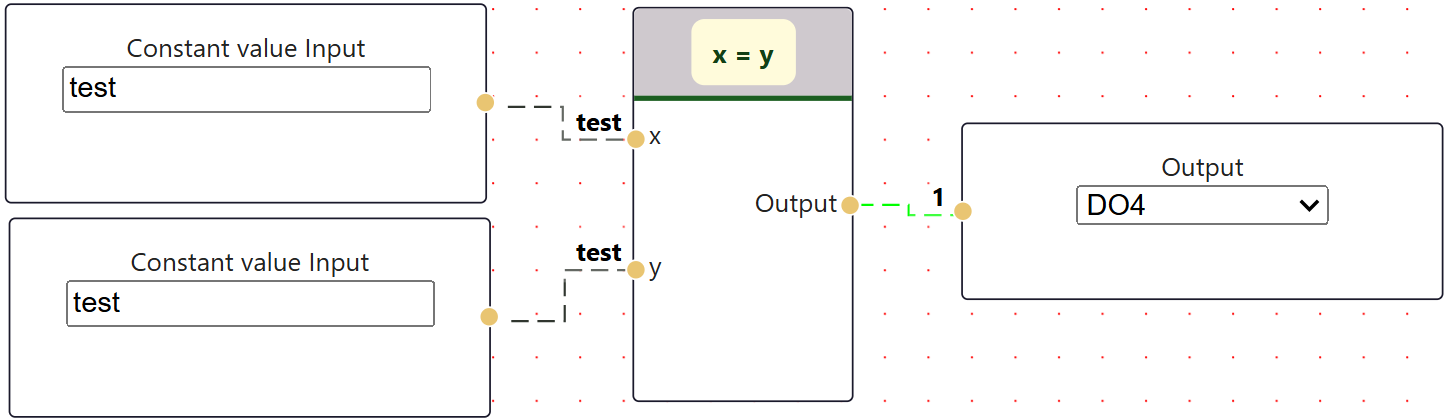 Constant value Input
test
test
x
Constant value Input
test
test
y
x = y
Output
1
Output
DO4